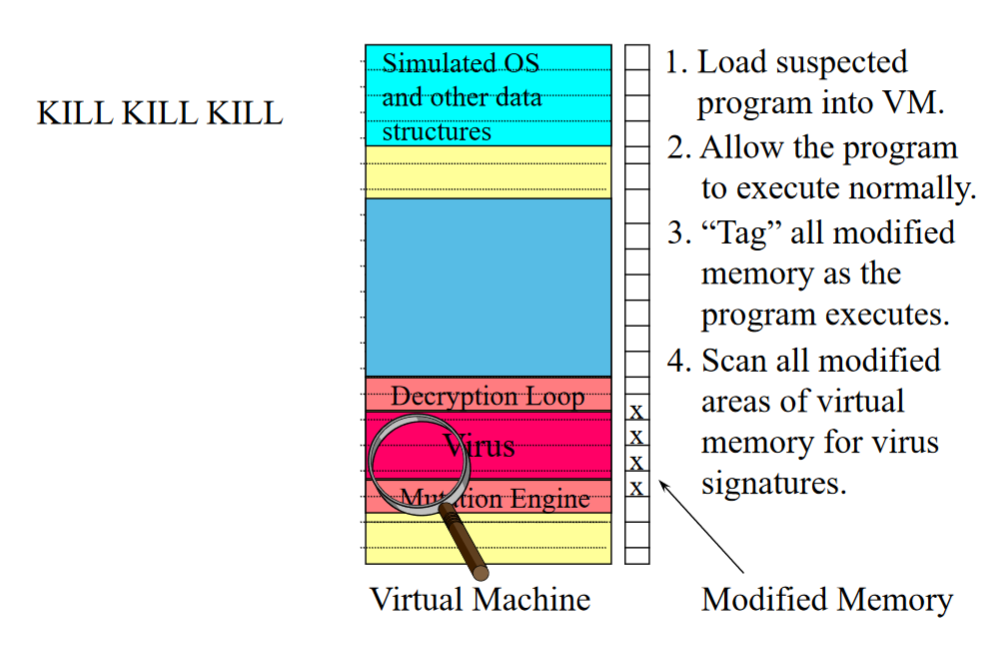 KILL KILL KILL
Simulated OS
and other data
structures
Decryption Loop
Virus
Mutation Engine
Virtual Machine
x
x
x
x
1. Load suspected
program into VM.
2. Allow the program
to execute normally.
3. “Tag” all modified
memory as the
program executes.
4. Scan all modified
areas of virtual
memory for virus
signatures.
Modified Memory